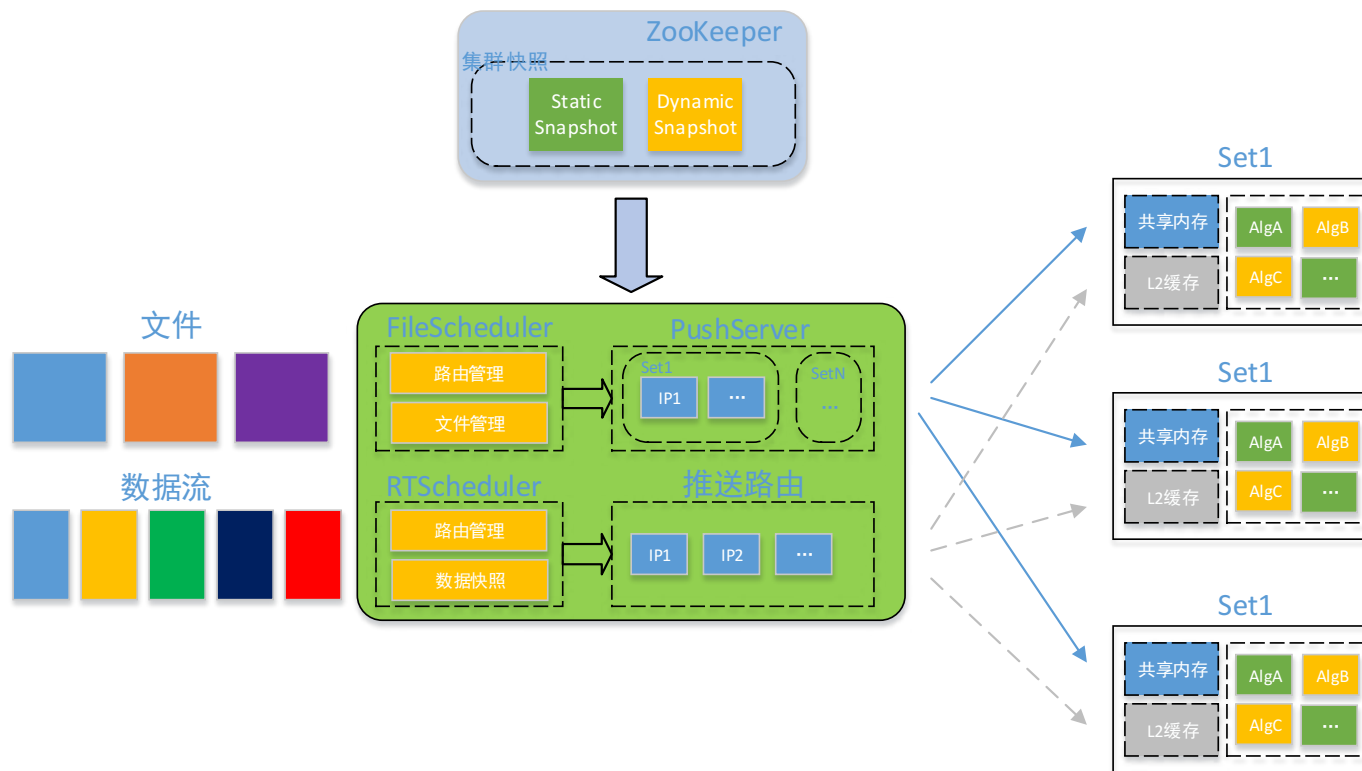 ZooKeeper
集群快照
Static
Snapshot
Dynamic
Snapshot
文件
数据流
FileScheduler
路由管理
文件管理
PushServer
Set1
IP1
...
SetN
...
RTScheduler
路由管理
数据快照
推送路由
IP1
IP2
...
Set1
共享内存
L2缓存
AlgA
AlgB
AlgC
...
Set1
共享内存
L2缓存
AlgA
AlgB
AlgC
...
Set1
共享内存
L2缓存
AlgA
AlgB
AlgC
...